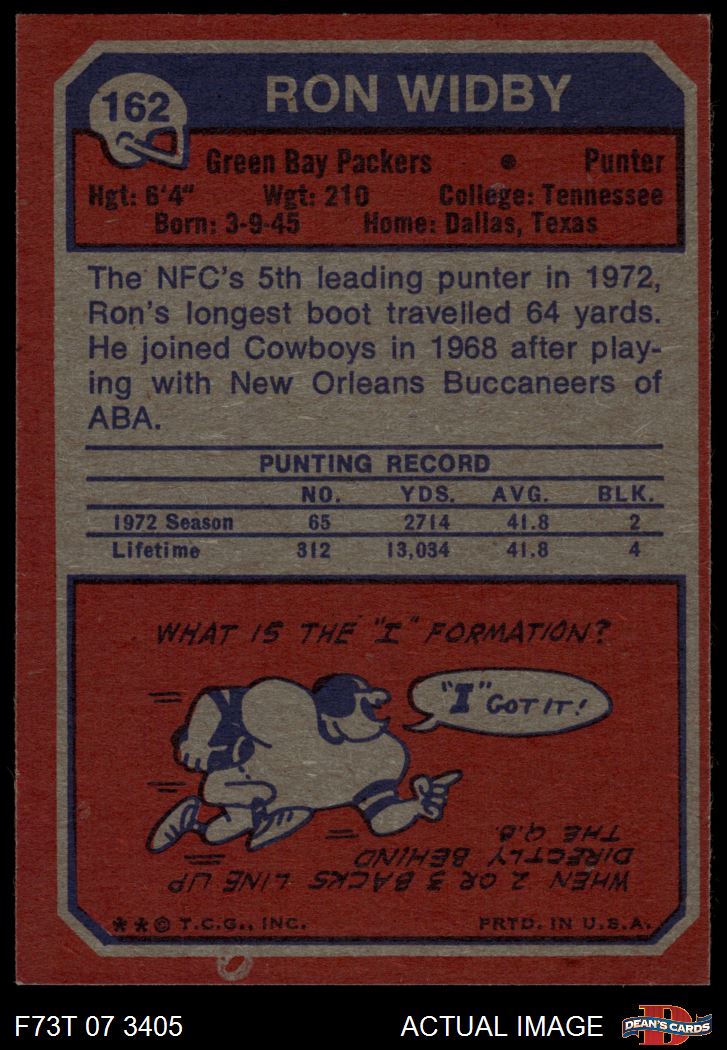 162
RON WIDBY
Green Bay Packers • Punter
Hgt: 6'4" Wgt: 210 College: Tennessee
Born: 3-9-45 Home: Dallas, Texas
The NFC's 5th leading punter in 1972,
Ron's longest boot travelled 64 yards.
He joined Cowboys in 1968 after play-
ing with New Orleans Buccaneers of
ABA.
PUNTING RECORD
NO. YDS. AVG. BLK.
1972 Season 65 2714 41.8 2
Lifetime 312 13,034 41.8 4
WHAT IS THE "I" FORMATION?
"I" GOT IT!
WHEN 2 OR 3 BACKS LINE UP
DIRECTLY BEHIND
THE Q.B.
**© T.C.G., INC. PRTD. IN U.S.A.
F73T 07 3405 ACTUAL IMAGE
D
DEAN'S CARDS